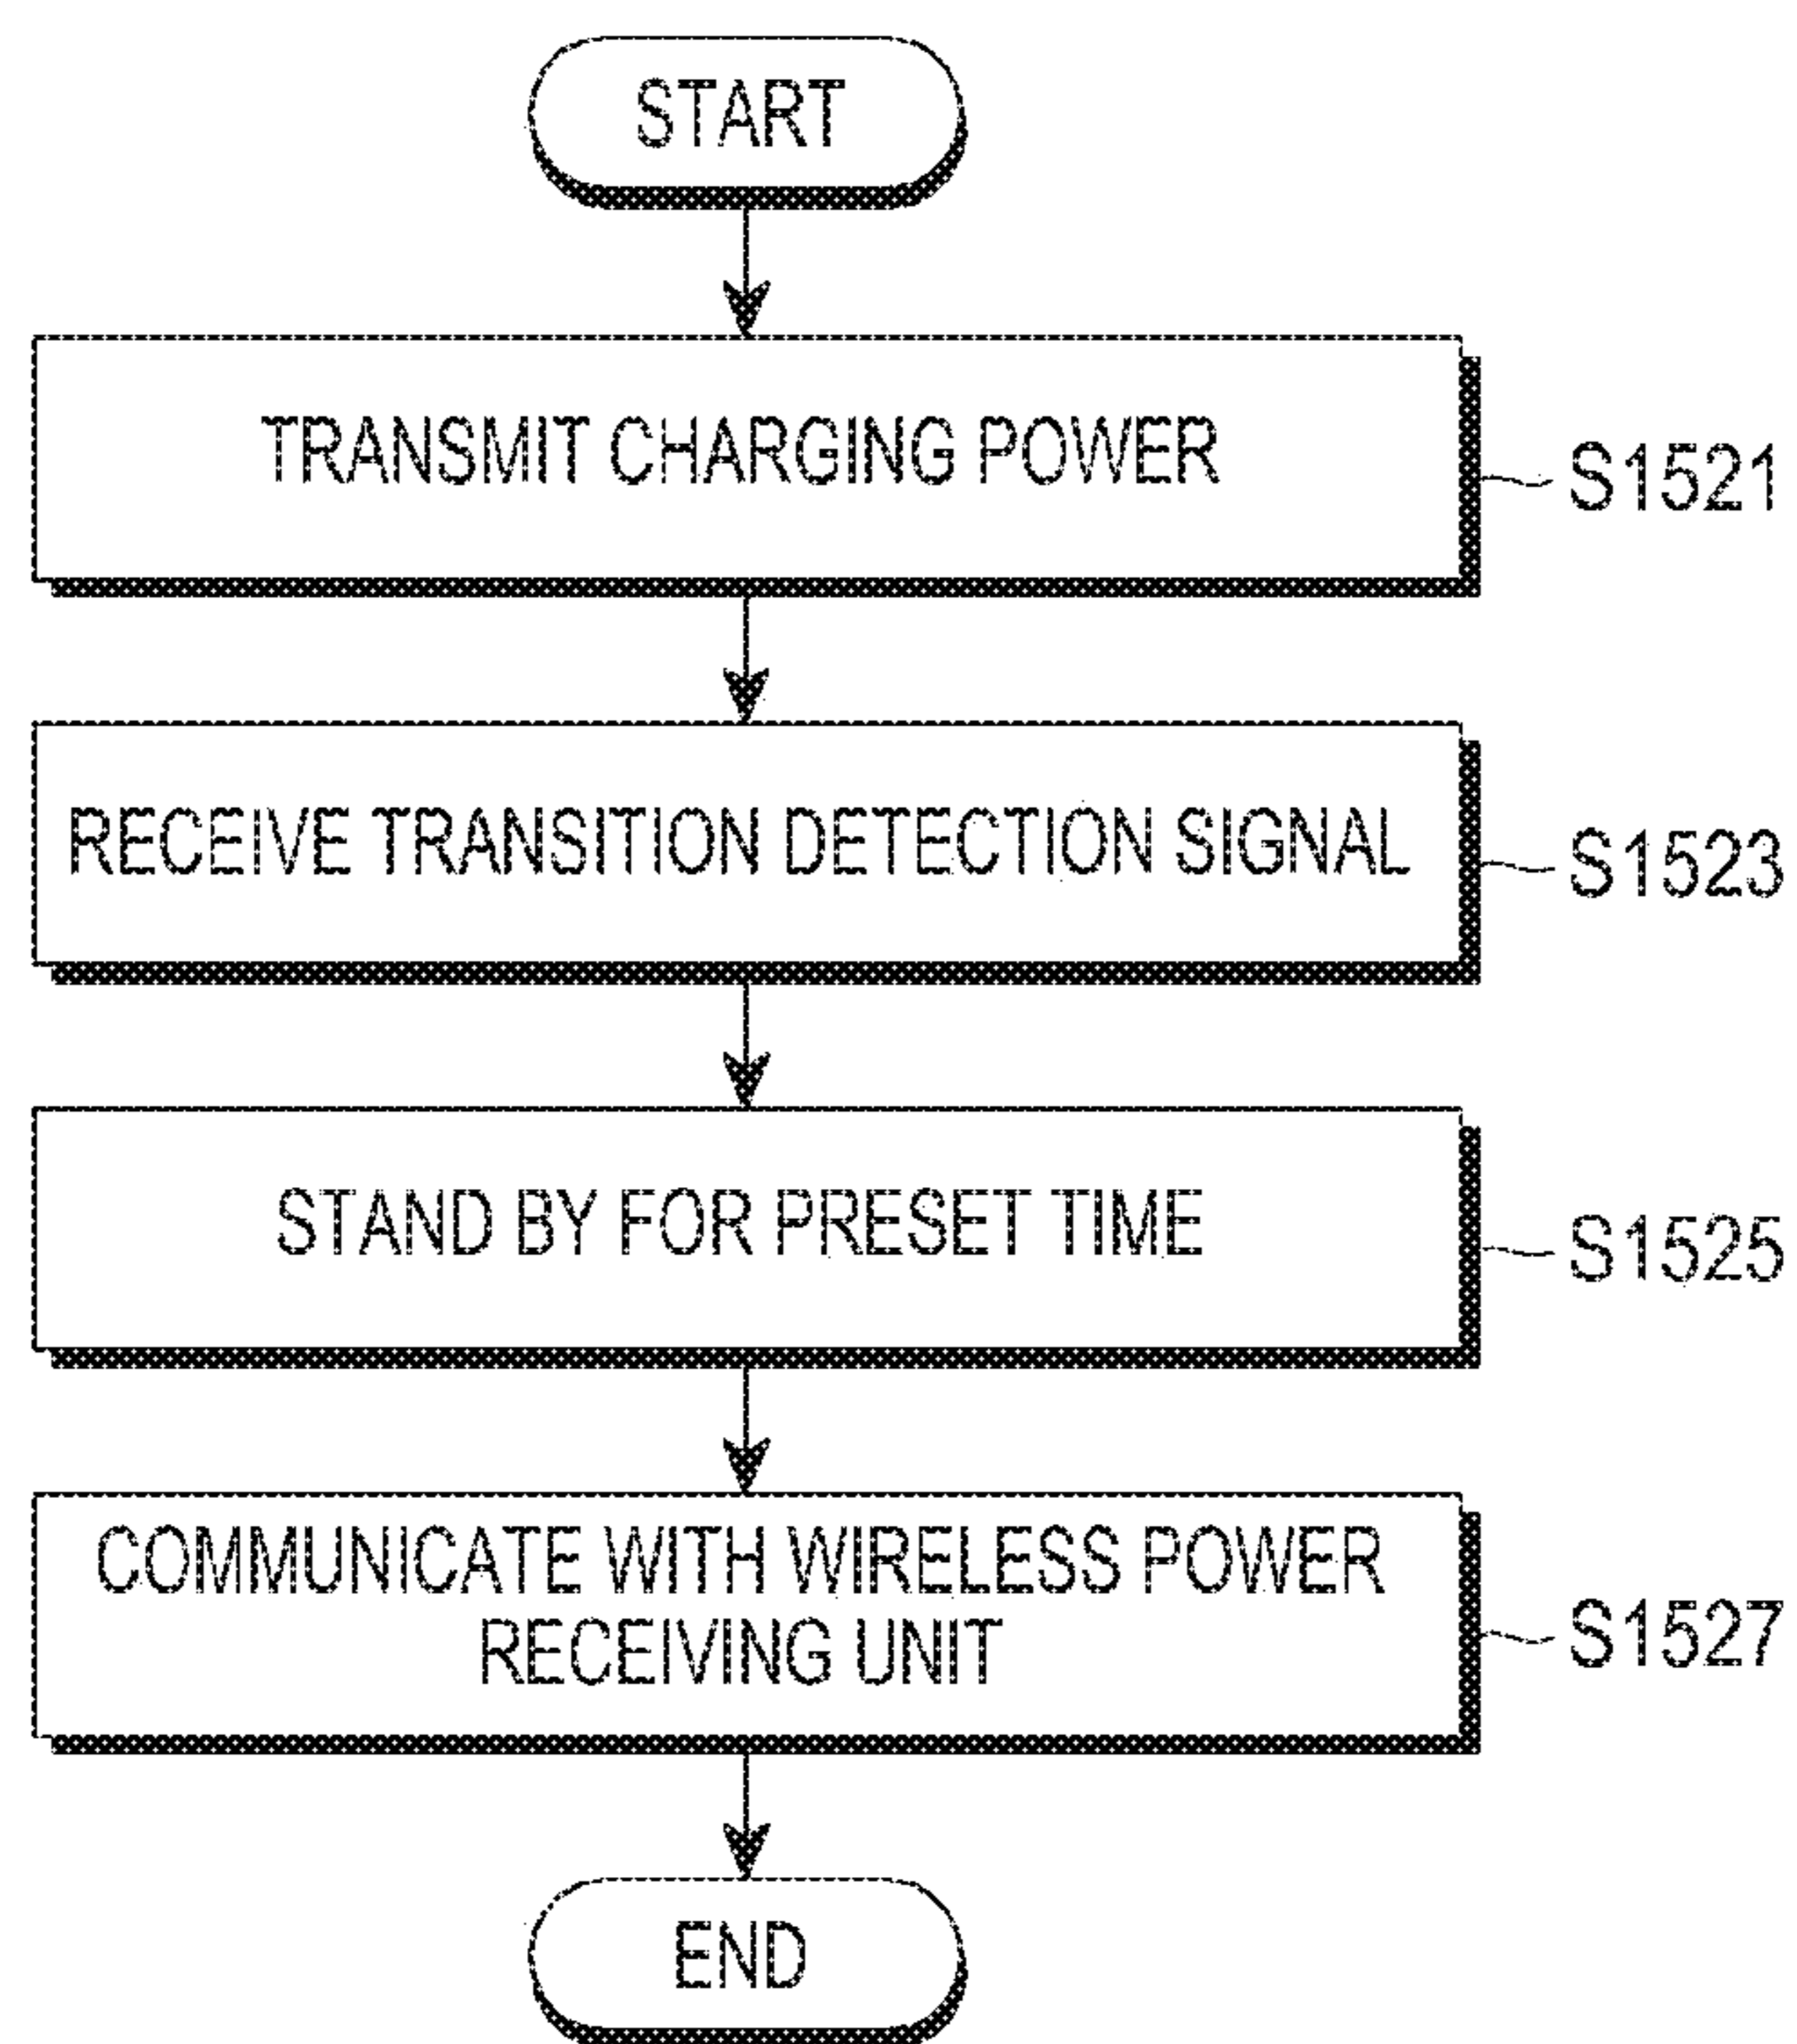 START
TRANSMIT CHARGING POWER
S1521
RECEIVE TRANSITION DETECTION SIGNAL
S1523
STAND BY FOR PRESET TIME
S1525
COMMUNICATE WITH WIRELESS POWER
RECEIVING UNIT
S1527
END